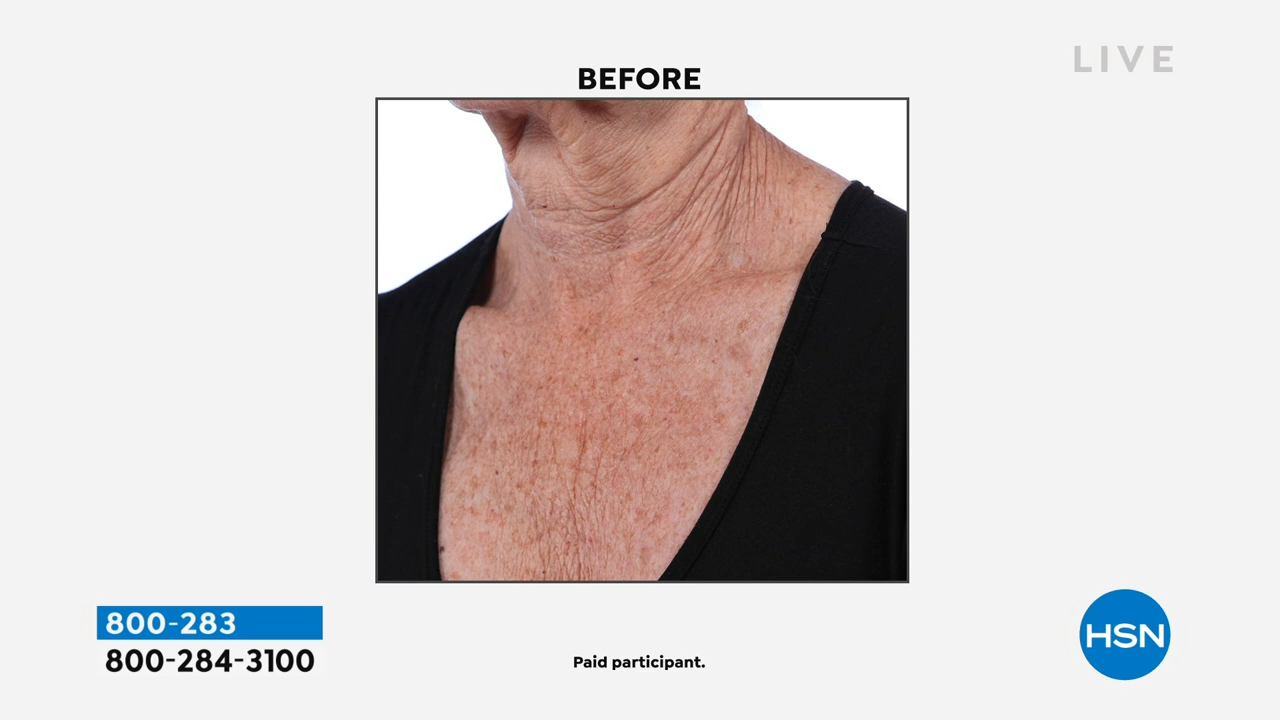 LIVE
BEFORE
800-283
800-284-3100
Paid participant.
HSN